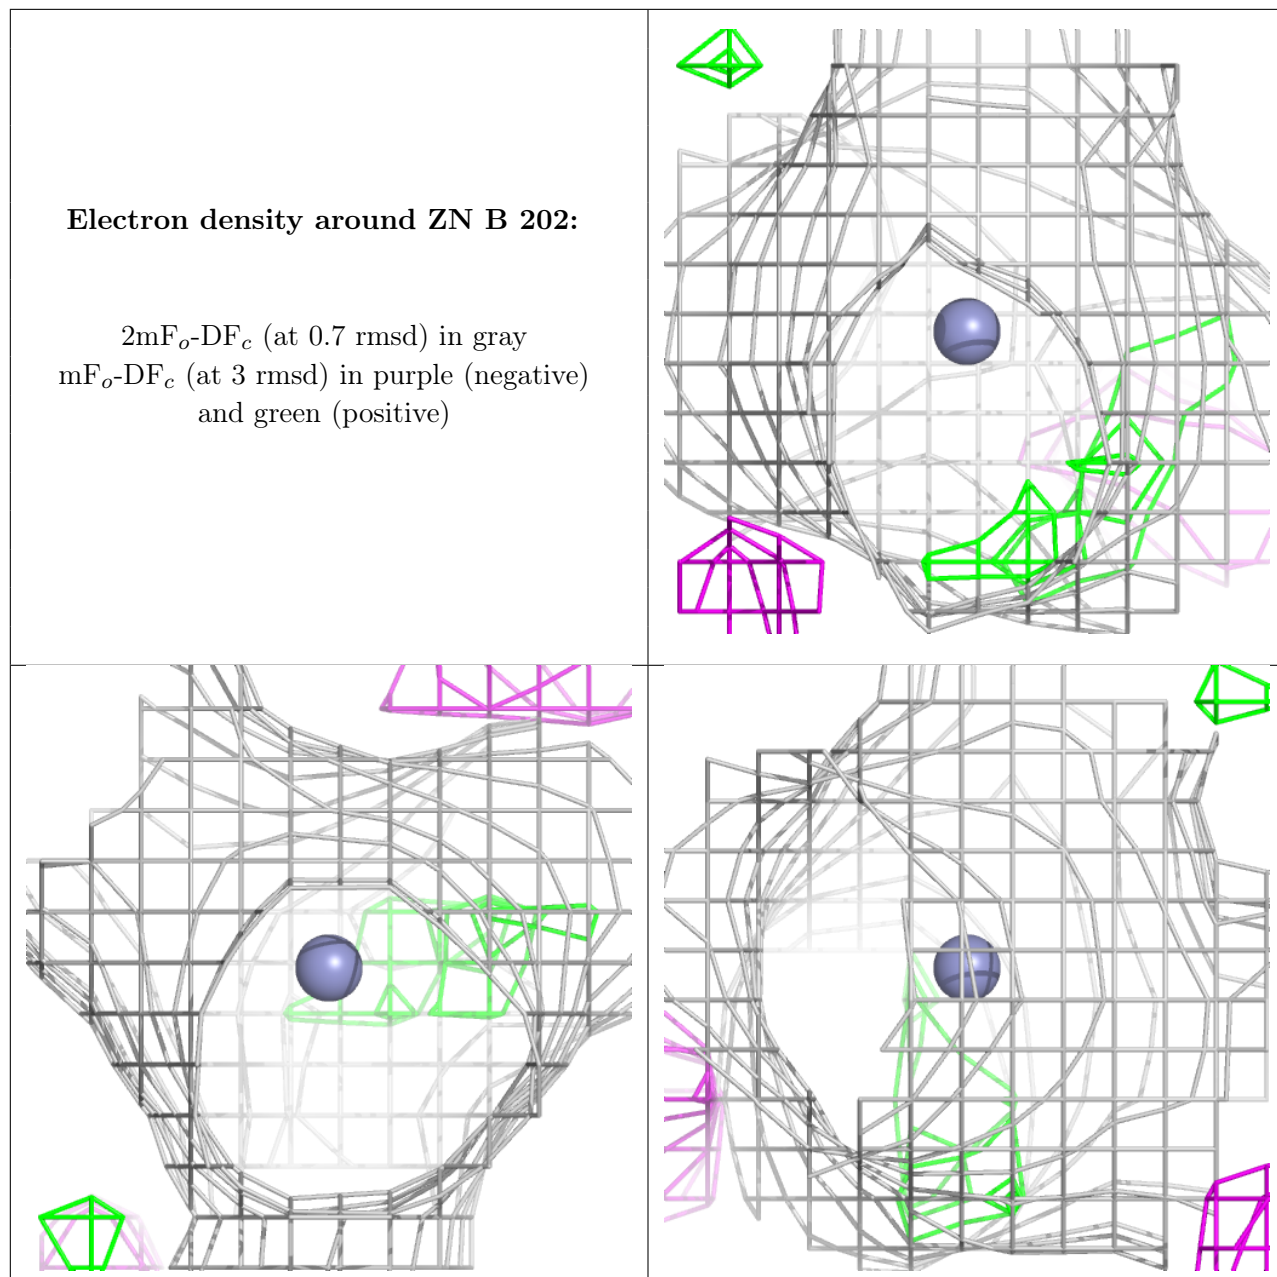 Electron density around ZN B 202:
2mFo-DFc (at 0.7 rmsd) in gray
mFo-DFc (at 3 rmsd) in purple (negative)
and green (positive)